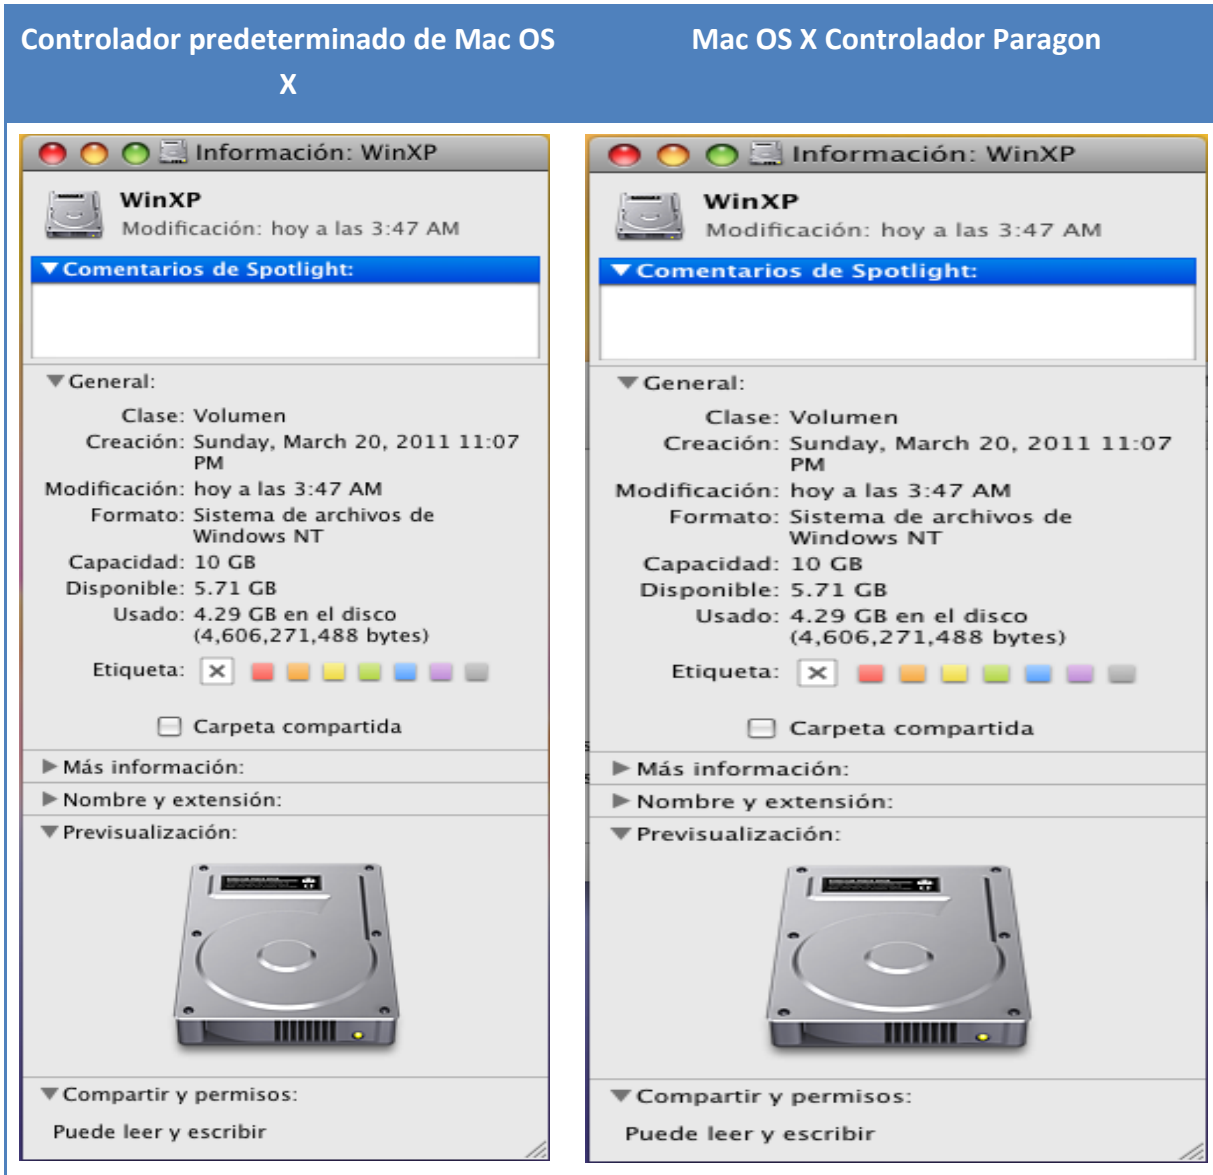 Controlador predeterminado de Mac OS
X
Mac OS X Controlador Paragon
Información: WinXP
WinXP
Modificación: hoy a las 3:47 AM
Comentarios de Spotlight:
General:
Clase: Volumen
Creación: Sunday, March 20, 2011 11:07
PM
Modificación: hoy a las 3:47 AM
Formato: Sistema de archivos de
Windows NT
Capacidad: 10 GB
Disponible: 5.71 GB
Usado: 4.29 GB en el disco
(4,606,271,488 bytes)
Etiqueta:
Carpeta compartida
Más información:
Nombre y extensión:
Previsualización:
Compartir y permisos:
Puede leer y escribir
Información: WinXP
WinXP
Modificación: hoy a las 3:47 AM
Comentarios de Spotlight:
General:
Clase: Volumen
Creación: Sunday, March 20, 2011 11:07
PM
Modificación: hoy a las 3:47 AM
Formato: Sistema de archivos de
Windows NT
Capacidad: 10 GB
Disponible: 5.71 GB
Usado: 4.29 GB en el disco
(4,606,271,488 bytes)
Etiqueta:
Carpeta compartida
Más información:
Nombre y extensión:
Previsualización:
Compartir y permisos:
Puede leer y escribir